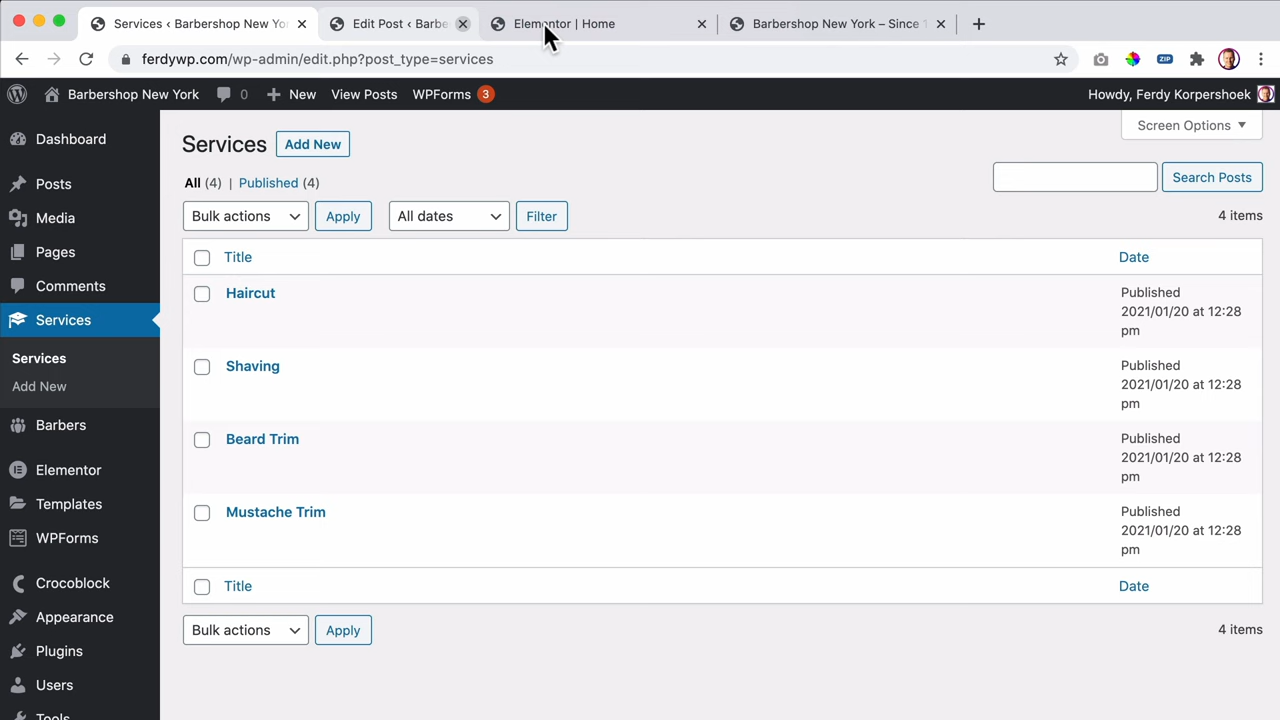 Services ‹ Barbershop New Yo
Edit Post ‹ Barbe
Elementor | Home
Barbershop New York – Since 1
ferdywp.com/wp-admin/edit.php?post_type=services
ZIP
Barbershop New York
0
New
View Posts
WPForms 3
Howdy, Ferdy Korpershoek
Dashboard
Posts
Media
Pages
Comments
Services
Services
Add New
Barbers
Elementor
Templates
WPForms
Crocoblock
Appearance
Plugins
Users
Tools
Screen Options
Services Add New
All (4) | Published (4)
Search Posts
Bulk actions Apply All dates Filter
4 items
Title Date
Haircut
Published
2021/01/20 at 12:28
pm
Shaving
Published
2021/01/20 at 12:28
pm
Beard Trim
Published
2021/01/20 at 12:28
pm
Mustache Trim
Published
2021/01/20 at 12:28
pm
Title Date
Bulk actions Apply
4 items